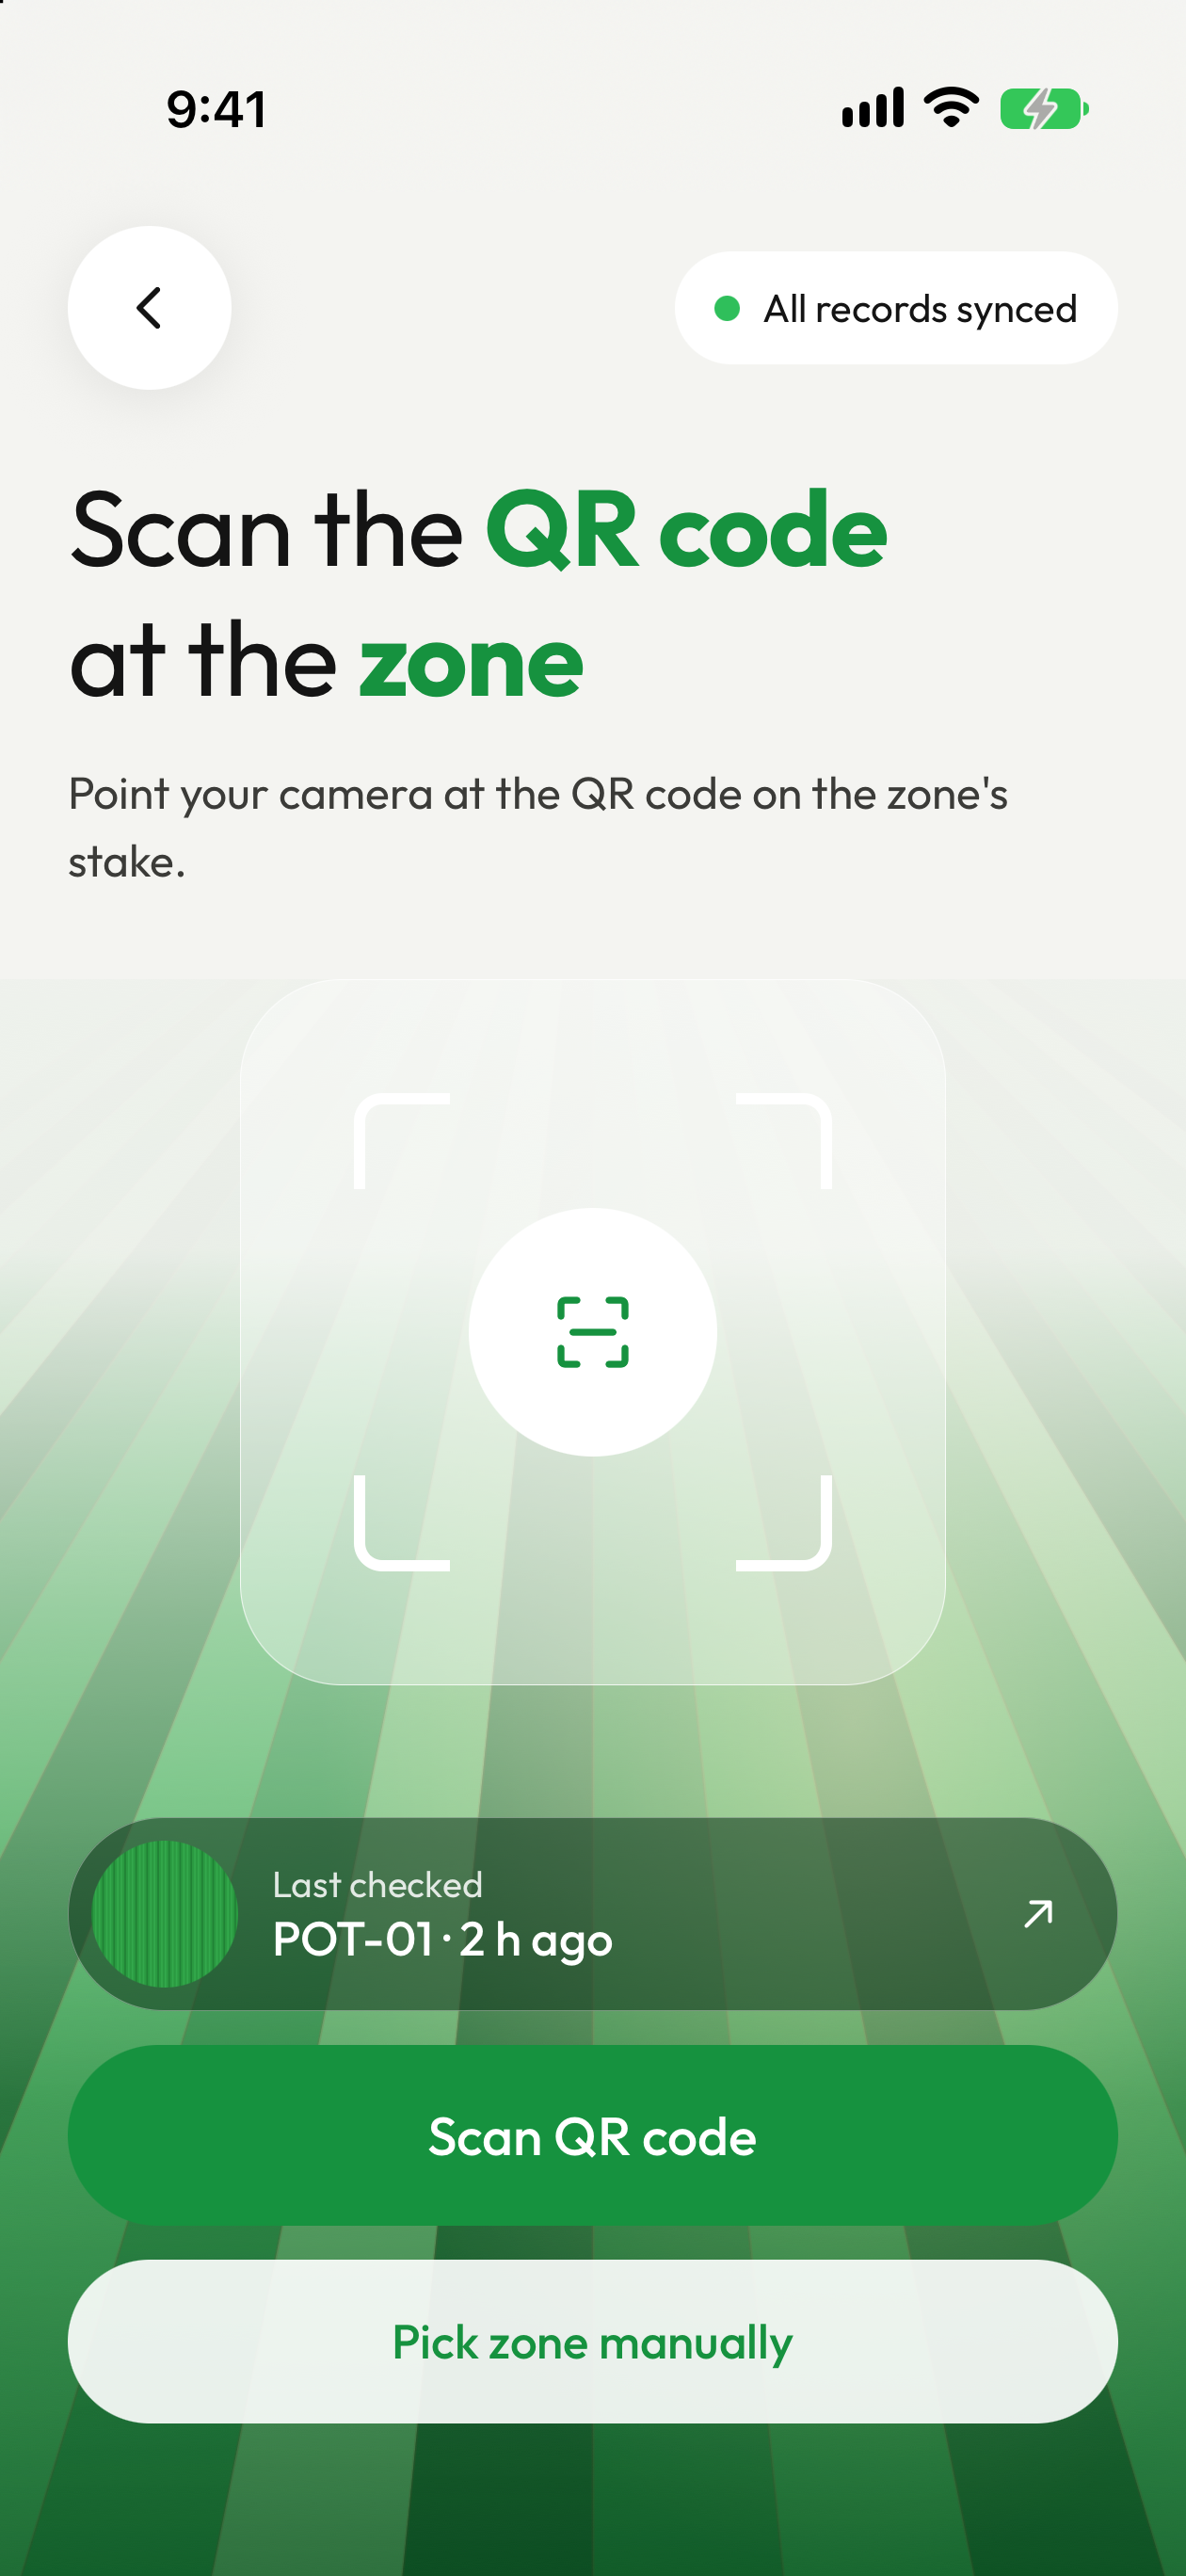 9:41
All records synced
Scan the QR code
at the zone
Point your camera at the QR code on the zone's
stake.
Last checked
POT-01 · 2 h ago
Scan QR code
Pick zone manually